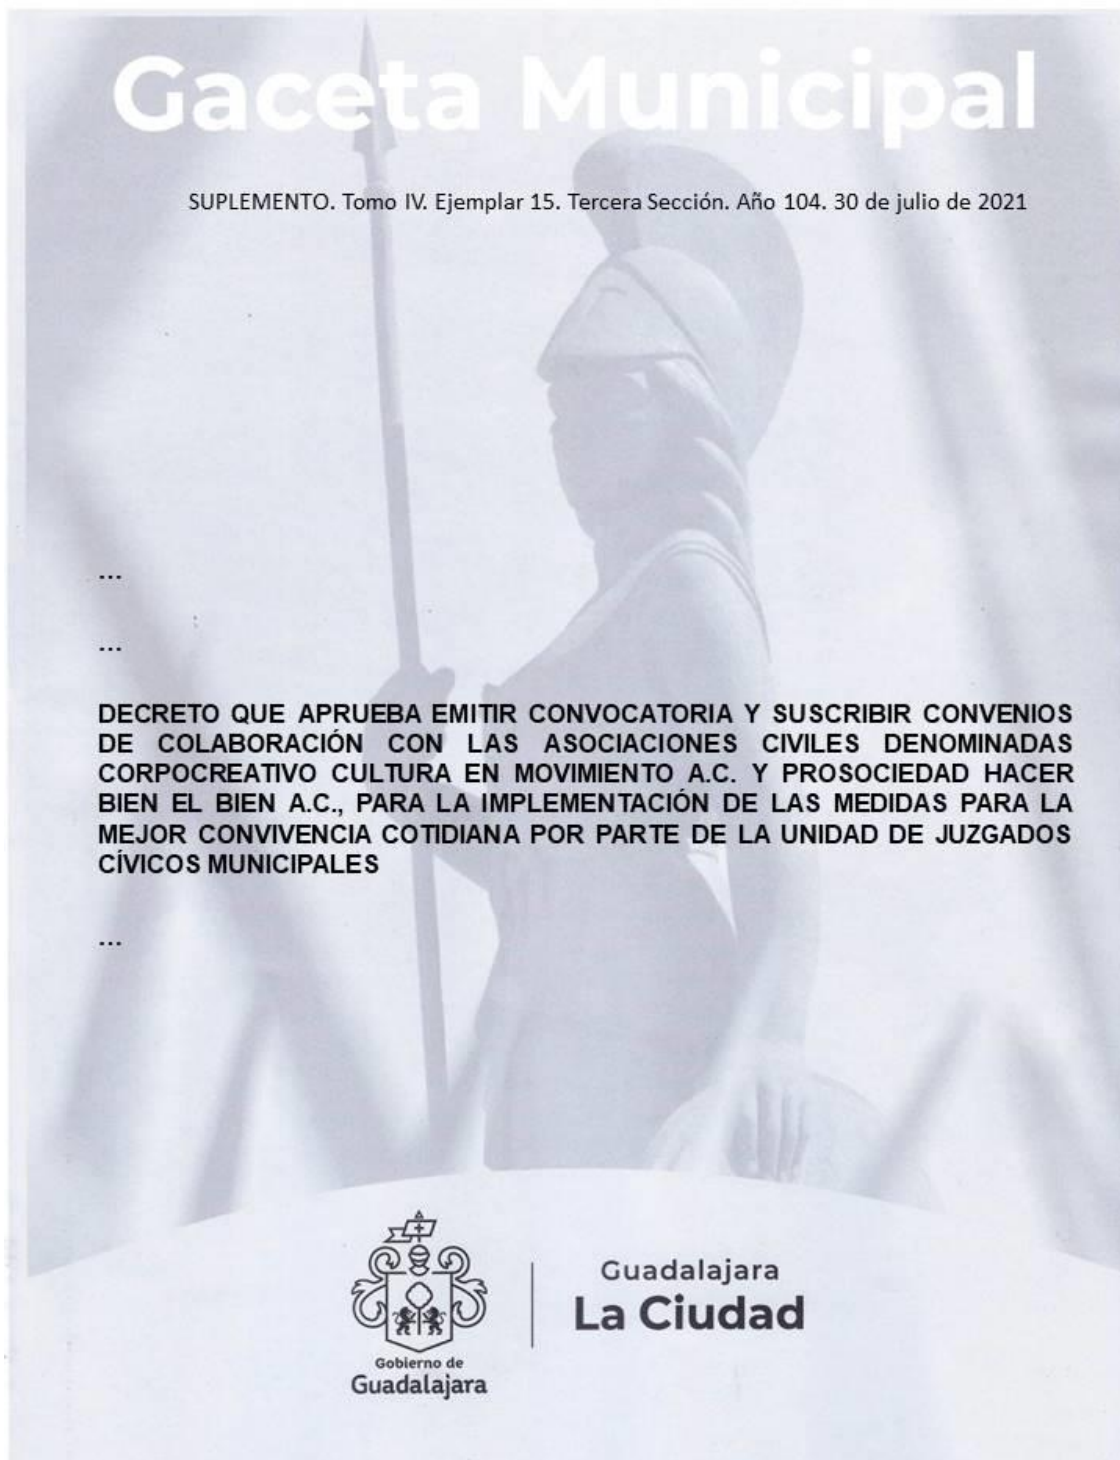 Gaceta Municipal
SUPLEMENTO. Tomo IV. Ejemplar 15. Tercera Sección. Año 104. 30 de julio de 2021
...
...
DECRETO QUE APRUEBA EMITIR CONVOCATORIA Y SUSCRIBIR CONVENIOS
DE COLABORACIÓN CON LAS ASOCIACIONES CIVILES DENOMINADAS
CORPOCREATIVO CULTURA EN MOVIMIENTO A.C. Y PROSOCIEDAD HACER
BIEN EL BIEN A.C., PARA LA IMPLEMENTACIÓN DE LAS MEDIDAS PARA LA
MEJOR CONVIVENCIA COTIDIANA POR PARTE DE LA UNIDAD DE JUZGADOS
CÍVICOS MUNICIPALES
...
Gobierno de
Guadalajara
Guadalajara
La Ciudad